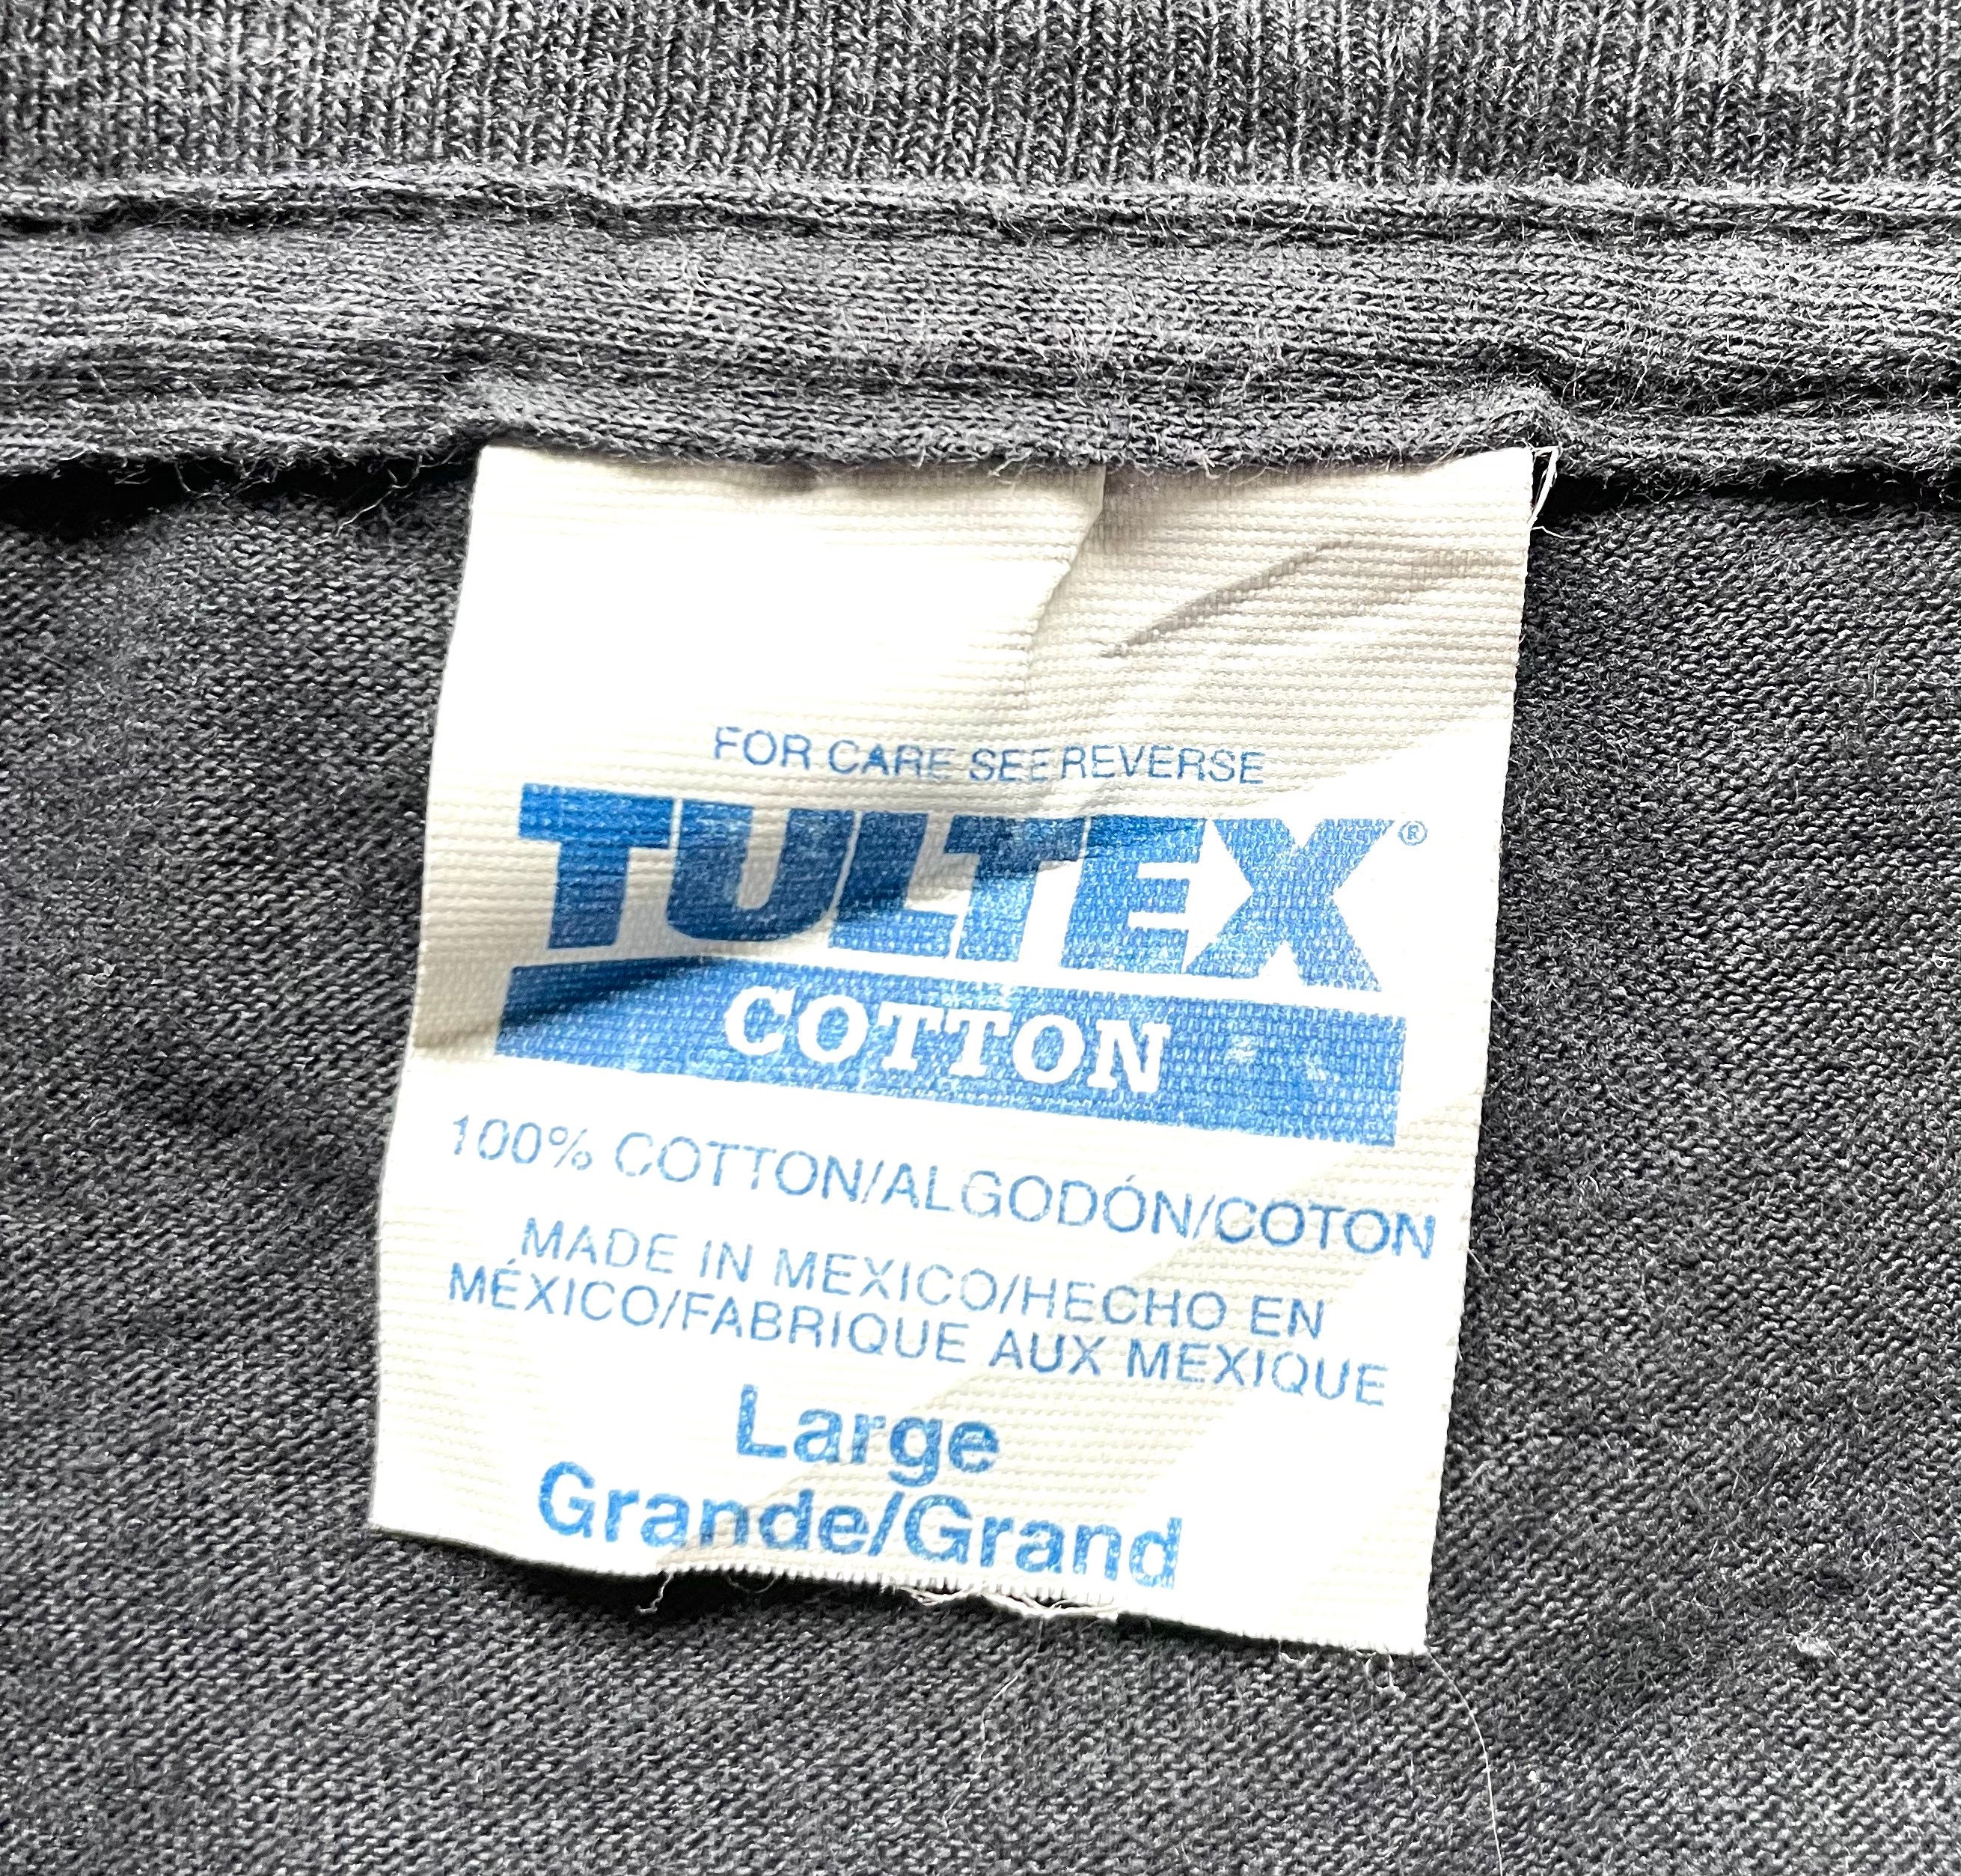 FOR CARE SEE REVERSE
TULTEX®
COTTON
100% COTTON/ALGODÓN/COTON
MADE IN MEXICO/HECHO EN
MÉXICO/FABRIQUE AUX MEXIQUE
Large
Grande/Grand